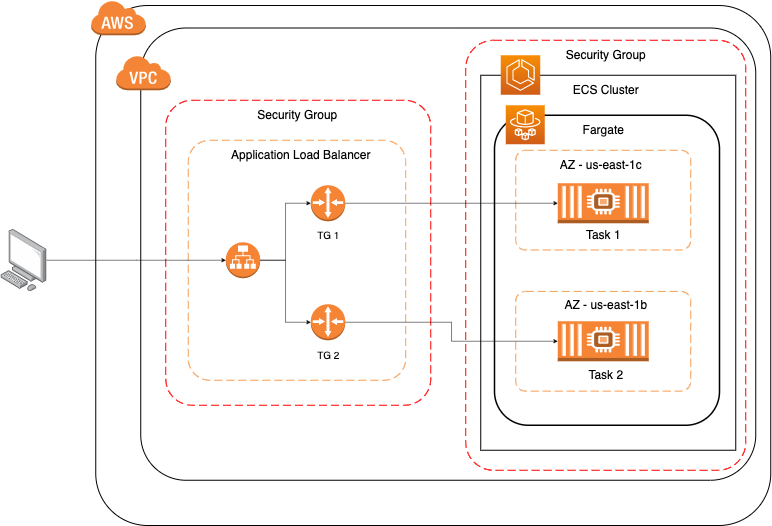 AWS
VPC
Security Group
Application Load Balancer
TG 1
TG 2
Security Group
ECS Cluster
Fargate
AZ - us-east-1c
Task 1
AZ - us-east-1b
Task 2